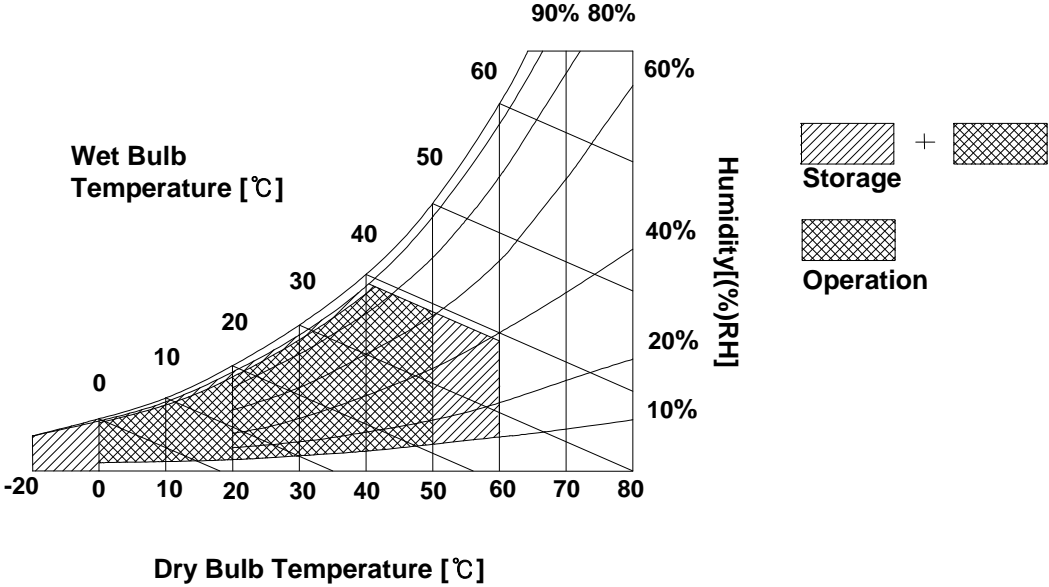 90% 80%
60
60%
50
Wet Bulb
Temperature [℃]
+
Storage
40
40%
Humidity[(%)RH]
30
Operation
20
20%
10
0
10%
-20 0 10 20 30 40 50 60 70 80
Dry Bulb Temperature [℃]